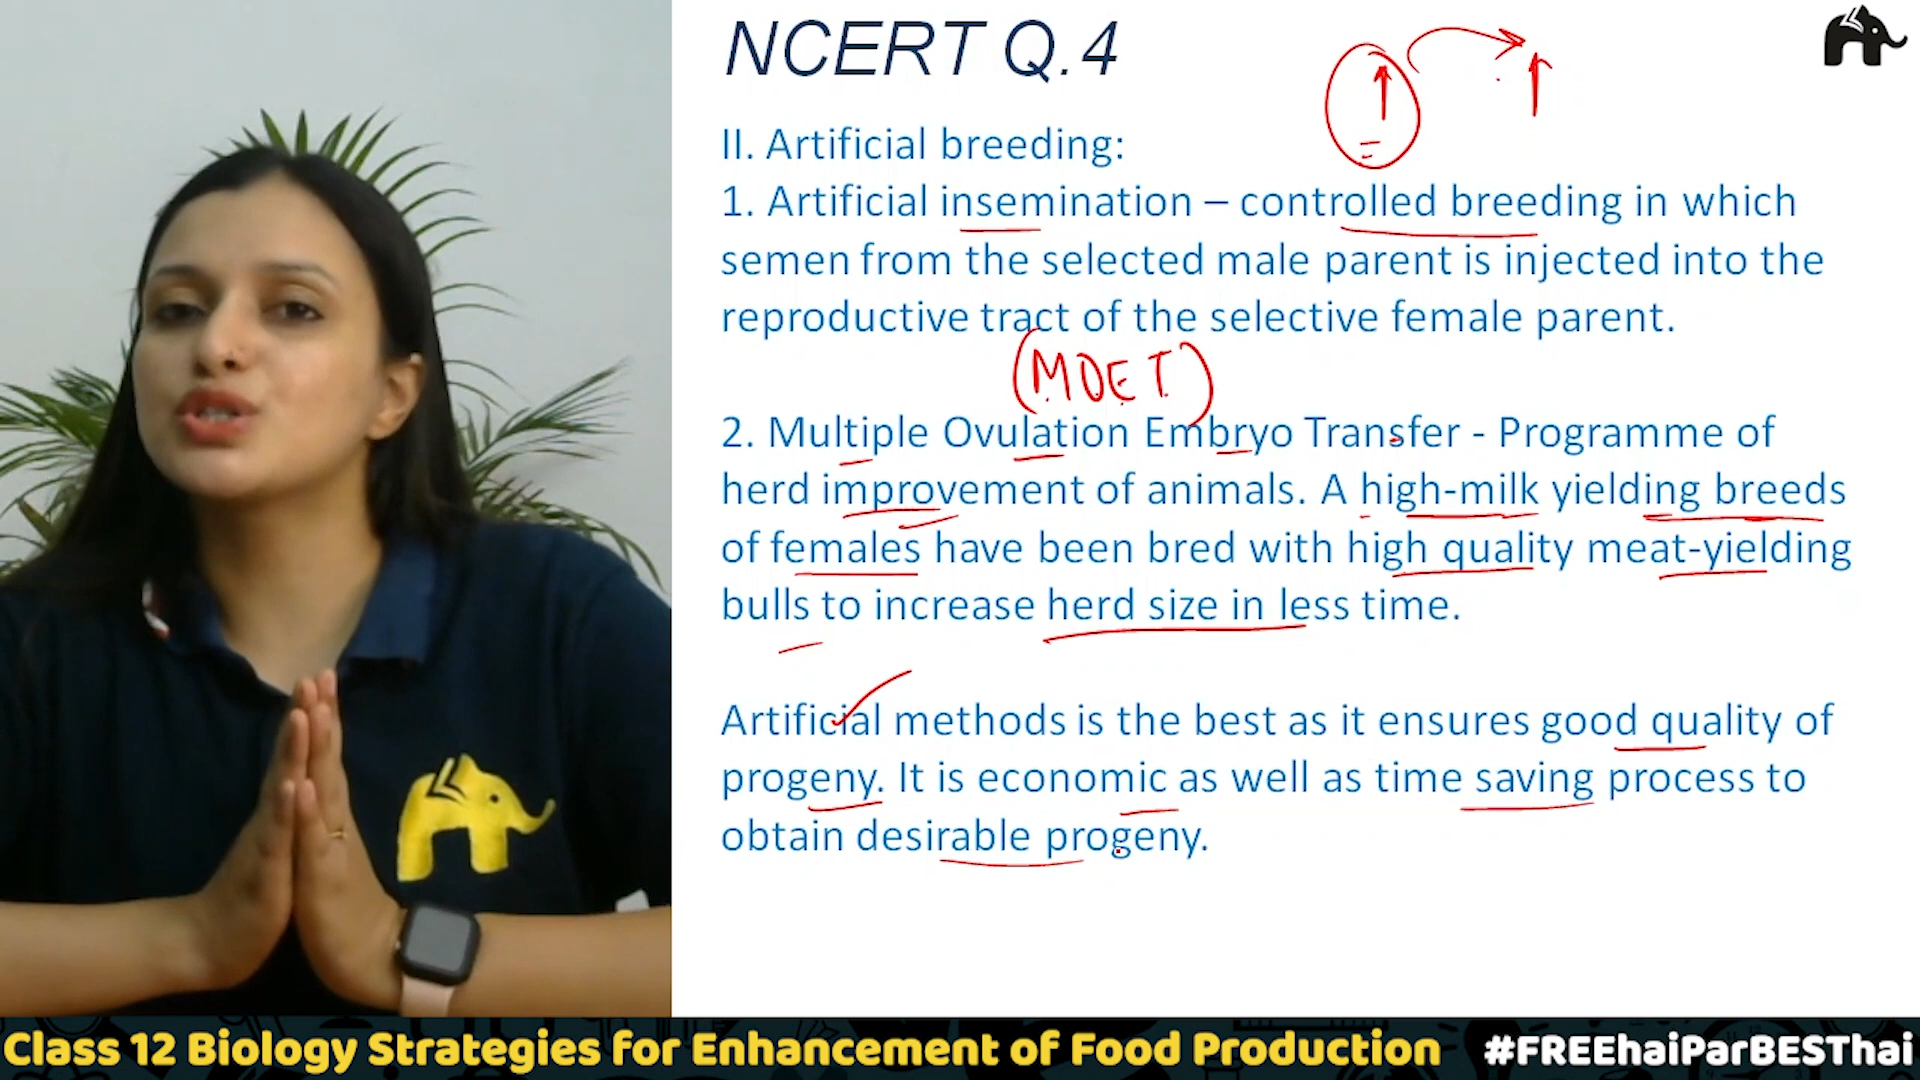 NCERT Q.4
II. Artificial breeding:
1. Artificial insemination – controlled breeding in which
semen from the selected male parent is injected into the
reproductive tract of the selective female parent.
(MOET)
2. Multiple Ovulation Embryo Transfer - Programme of
herd improvement of animals. A high-milk yielding breeds
of females have been bred with high quality meat-yielding
bulls to increase herd size in less time.
Artificial methods is the best as it ensures good quality of
progeny. It is economic as well as time saving process to
obtain desirable progeny.
Class 12 Biology Strategies for Enhancement of Food Production #FREEhaiParBESThai